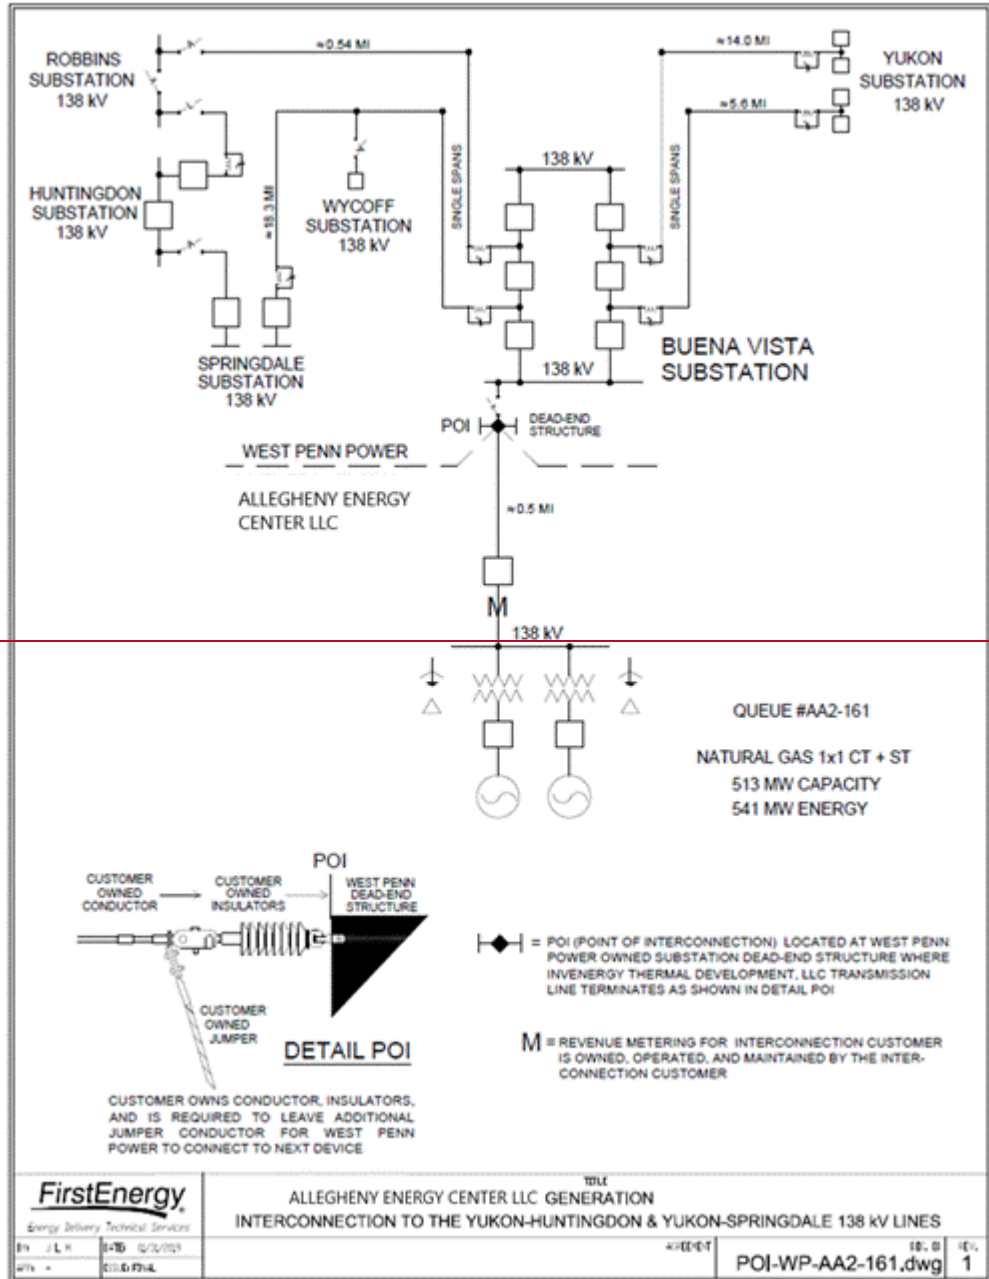 ≈0.54 MI
≈14.0 MI
ROBBINS
SUBSTATION
138 kV
YUKON
SUBSTATION
138 kV
≈5.6 MI
HUNTINGDON
SUBSTATION
138 kV
WYCOFF
SUBSTATION
138 kV
SINGLE SPANS
138 kV
SINGLE SPANS
SPRINGDALE
SUBSTATION
138 kV
BUENA VISTA
SUBSTATION
138 kV
POI
DEAD-END
STRUCTURE
WEST PENN POWER
ALLEGHENY ENERGY
CENTER LLC
≈0.5 MI
M
138 kV
QUEUE #AA2-161
NATURAL GAS 1x1 CT + ST
513 MW CAPACITY
541 MW ENERGY
POI
CUSTOMER
OWNED
CONDUCTOR
CUSTOMER
OWNED
INSULATORS
WEST PENN
DEAD-END
STRUCTURE
CUSTOMER
OWNED
JUMPER
DETAIL POI
CUSTOMER OWNS CONDUCTOR, INSULATORS,
AND IS REQUIRED TO LEAVE ADDITIONAL
JUMPER CONDUCTOR FOR WEST PENN
POWER TO CONNECT TO NEXT DEVICE
= POI (POINT OF INTERCONNECTION) LOCATED AT WEST PENN
POWER OWNED SUBSTATION DEAD-END STRUCTURE WHERE
INVENERGY THERMAL DEVELOPMENT, LLC TRANSMISSION
LINE TERMINATES AS SHOWN IN DETAIL POI
M = REVENUE METERING FOR INTERCONNECTION CUSTOMER
IS OWNED, OPERATED, AND MAINTAINED BY THE INTER-
CONNECTION CUSTOMER
FirstEnergy
Energy Delivery Technical Services
TITLE
ALLEGHENY ENERGY CENTER LLC GENERATION
INTERCONNECTION TO THE YUKON-HUNTINGDON & YUKON-SPRINGDALE 138 kV LINES
J L H
DATE
AGREEMENT
POI-WP-AA2-161.dwg
REV.
1